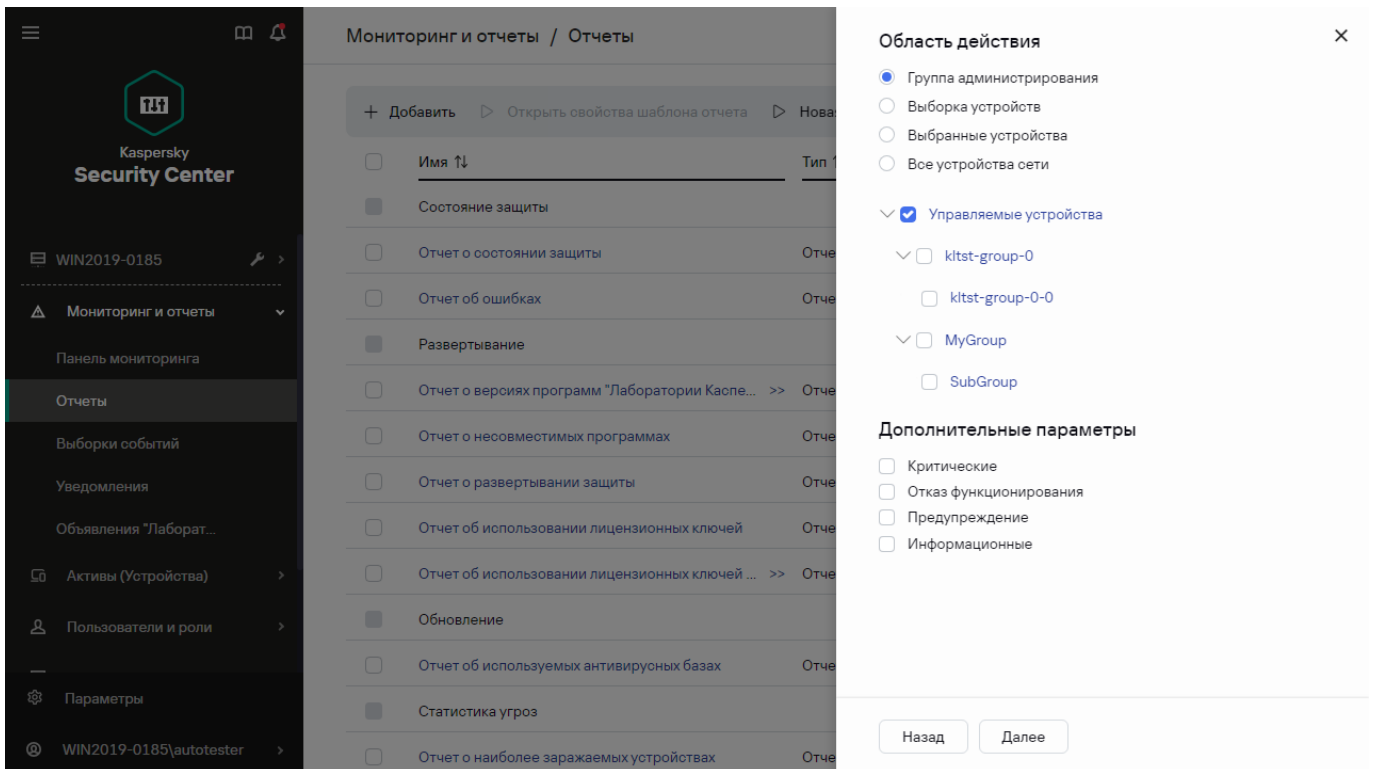 Kaspersky
Security Center
WIN2019-0185
Мониторинг и отчеты
Панель мониторинга
Отчеты
Выборки событий
Уведомления
Объявления "Лаборат...
Активы (Устройства)
Пользователи и роли
Параметры
WIN2019-0185\autotester
Мониторинг и отчеты / Отчеты
Добавить Открыть свойства шаблона отчета Нова
Имя Тип
Состояние защиты
Отчет о состоянии защиты Отче
Отчет об ошибках Отче
Развертывание
Отчет о версиях программ "Лаборатории Каспе... >> Отче
Отчет о несовместимых программах Отче
Отчет о развертывании защиты Отче
Отчет об использовании лицензионных ключей Отче
Отчет об использовании лицензионных ключей ... >> Отче
Обновление
Отчет об используемых антивирусных базах Отче
Статистика угроз
Отчет о наиболее заражаемых устройствах Отче
Область действия
Группа администрирования
Выборка устройств
Выбранные устройства
Все устройства сети
Управляемые устройства
kltst-group-0
kltst-group-0-0
MyGroup
SubGroup
Дополнительные параметры
Критические
Отказ функционирования
Предупреждение
Информационные
Назад Далее